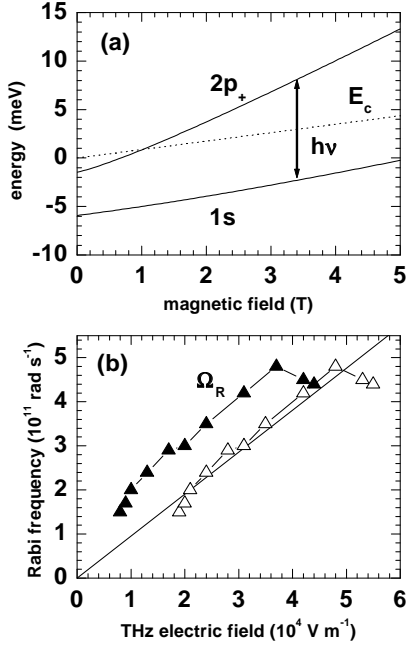 (a)
15
10
5
0
-5
-10
energy (meV)
2p+
Ec
hν
1s
0 1 2 3 4 5
magnetic field (T)
(b)
ΩR
5
4
3
2
1
0
Rabi frequency (10¹¹ rad s⁻¹)
0 1 2 3 4 5 6
THz electric field (10⁴ V m⁻¹)